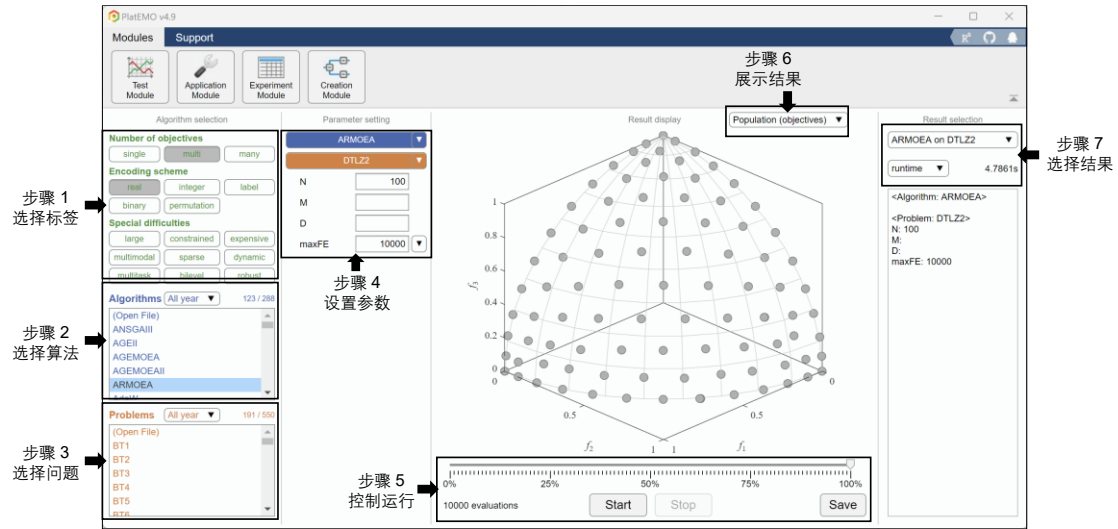 PlatEMO v4.9
Modules Support
Test Module
Application Module
Experiment Module
Creation Module
步骤 6
展示结果
Algorithm selection
Parameter setting
Result display
Population (objectives)
Result selection
步骤 1
选择标签
Number of objectives
single multi many
Encoding scheme
real integer label
binary permutation
Special difficulties
large constrained expensive
multimodal sparse dynamic
multitask bilevel robust
步骤 2
选择算法
Algorithms All year 123 / 288
(Open File)
ANSGAIII
AGEII
AGEMOEA
AGEMOEAII
ARMOEA
步骤 3
选择问题
Problems All year 191 / 550
(Open File)
BT1
BT2
BT3
BT4
BT5
BT6
ARMOEA
DTLZ2
N 100
M
D
maxFE 10000
步骤 4
设置参数
1
0.8
0.6
0.4
0.2
0
0
0
f3
0.5
0.5
f2
1
1
f1
步骤 5
控制运行
0% 25% 50% 75% 100%
10000 evaluations Start Stop Save
ARMOEA on DTLZ2
runtime 4.7861s
步骤 7
选择结果
<Algorithm: ARMOEA>
<Problem: DTLZ2>
N: 100
M:
D:
maxFE: 10000